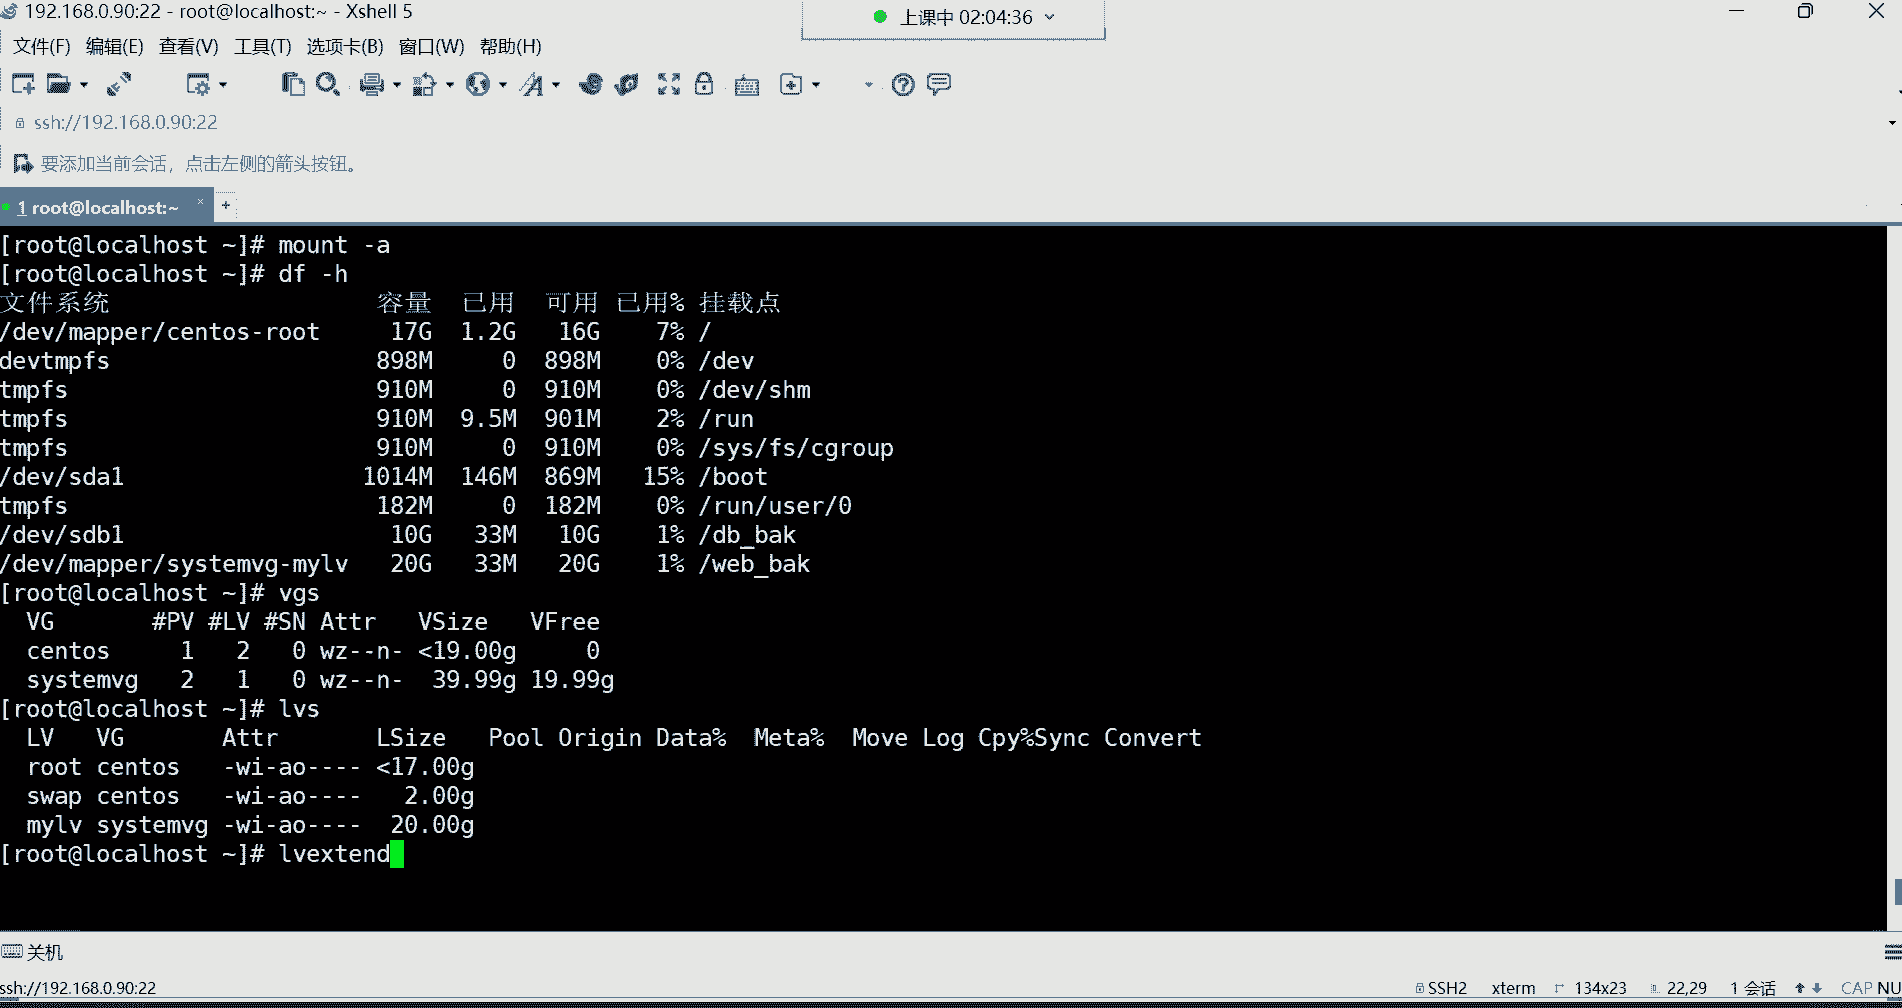 192.168.0.90:22 - root@localhost:~ - Xshell 5
上课中 02:04:36
文件(F) 编辑(E) 查看(V) 工具(T) 选项卡(B) 窗口(W) 帮助(H)
ssh://192.168.0.90:22
要添加当前会话，点击左侧的箭头按钮。
1 root@localhost:~ × +
[root@localhost ~]# mount -a
[root@localhost ~]# df -h
文件系统 容量 已用 可用 已用% 挂载点
/dev/mapper/centos-root 17G 1.2G 16G 7% /
devtmpfs 898M 0 898M 0% /dev
tmpfs 910M 0 910M 0% /dev/shm
tmpfs 910M 9.5M 901M 2% /run
tmpfs 910M 0 910M 0% /sys/fs/cgroup
/dev/sda1 1014M 146M 869M 15% /boot
tmpfs 182M 0 182M 0% /run/user/0
/dev/sdb1 10G 33M 10G 1% /db_bak
/dev/mapper/systemvg-mylv 20G 33M 20G 1% /web_bak
[root@localhost ~]# vgs
VG #PV #LV #SN Attr VSize VFree
centos 1 2 0 wz--n- <19.00g 0
systemvg 2 1 0 wz--n- 39.99g 19.99g
[root@localhost ~]# lvs
LV VG Attr LSize Pool Origin Data% Meta% Move Log Cpy%Sync Convert
root centos -wi-ao---- <17.00g
swap centos -wi-ao---- 2.00g
mylv systemvg -wi-ao---- 20.00g
[root@localhost ~]# lvextend
关机
ssh://192.168.0.90:22 SSH2 xterm 134x23 22,29 1 会话 CAP NU